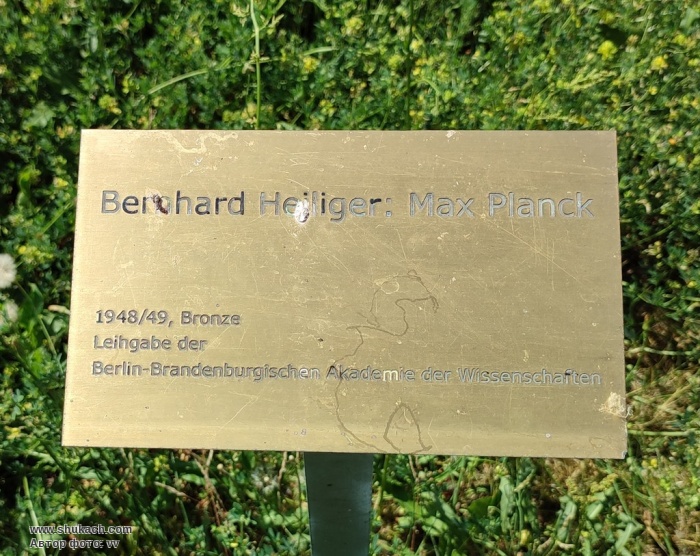 Bernhard Heiliger: Max Planck
1948/49, Bronze
Leihgabe der
Berlin-Brandenburgischen Akademie der Wissenschaften
www.shukach.com
Автор фото: vv